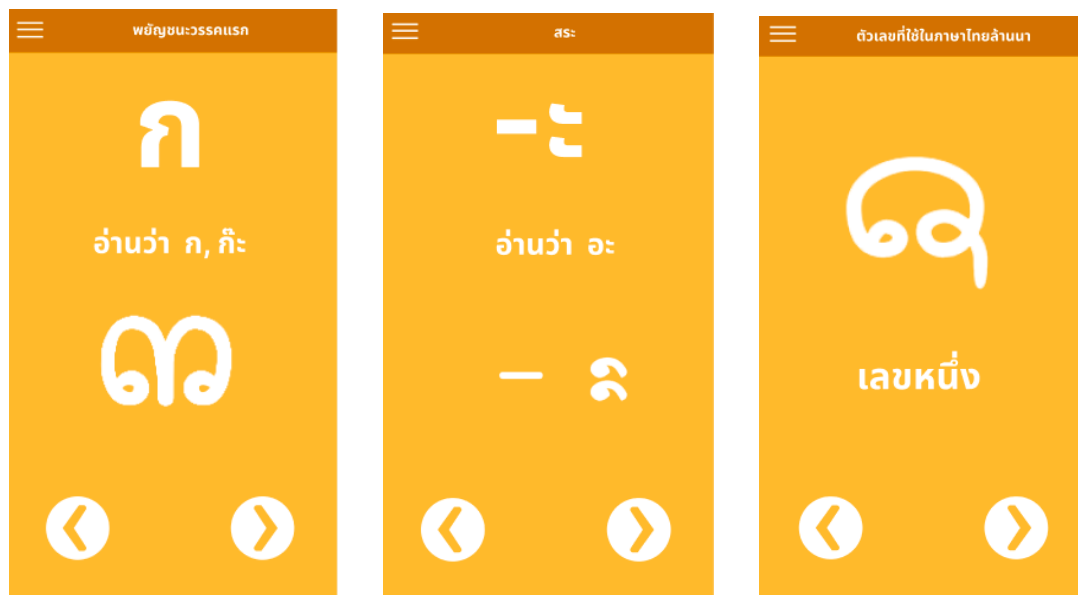 พยัญชนะวรรคแรก
ก
อ่านว่า ก, ก๊ะ
ᨠ
สระ
-ะ
อ่านว่า อะ
– ᩡ
ตัวเลขที่ใช้ในภาษาไทยล้านนา
เลขหนึ่ง